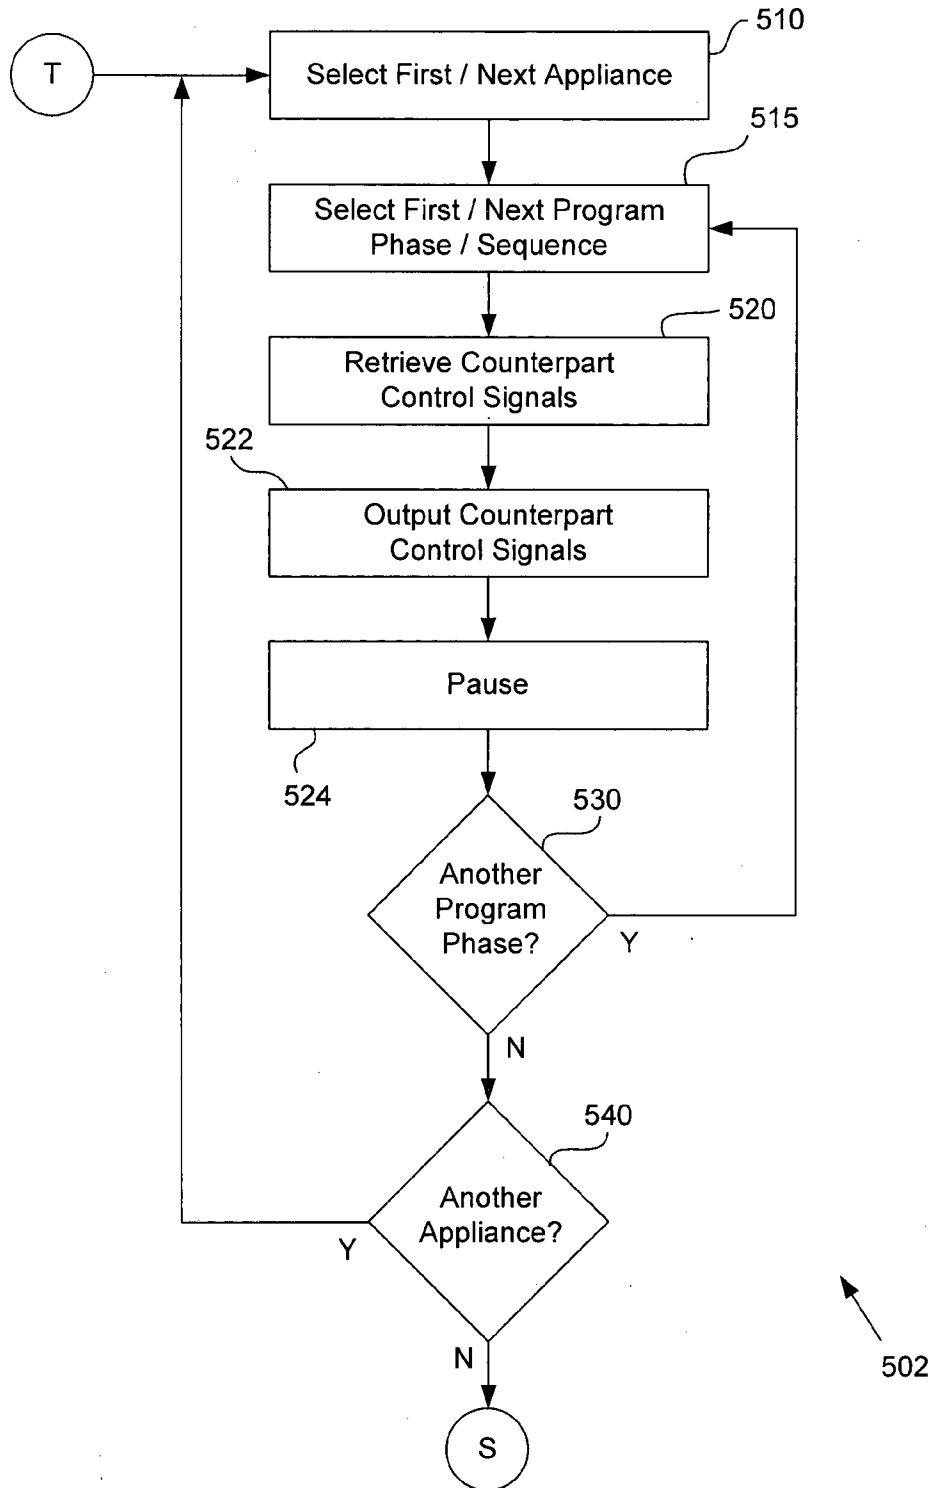 510
T
Select First / Next Appliance
515
Select First / Next Program
Phase / Sequence
520
Retrieve Counterpart
Control Signals
522
Output Counterpart
Control Signals
Pause
524
530
Another
Program
Phase?
Y
N
540
Another
Appliance?
Y
N
502
S